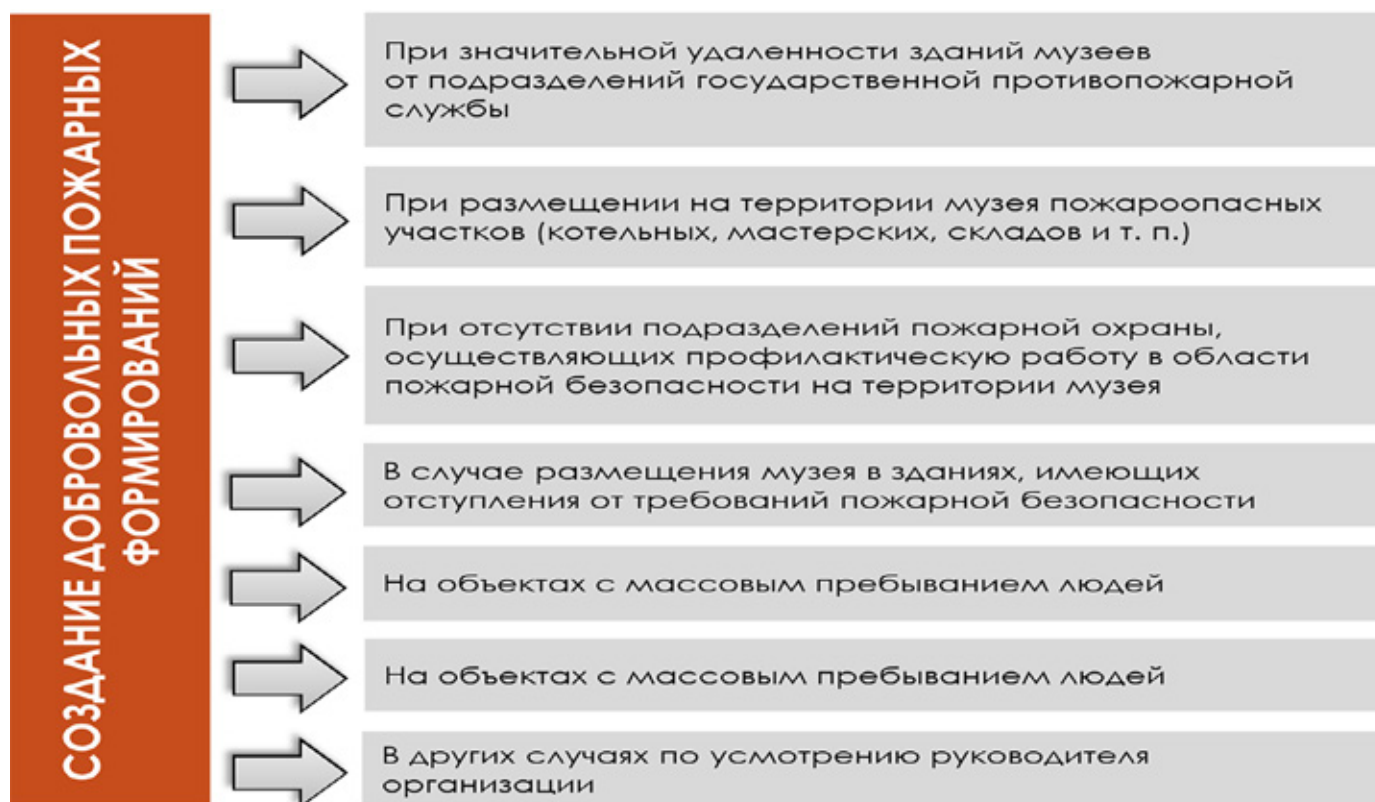 СОЗДАНИЕ ДОБРОВОЛЬНЫХ ПОЖАРНЫХ
ФОРМИРОВАНИЙ
При значительной удаленности зданий музеев
от подразделений государственной противопожарной
службы
При размещении на территории музея пожароопасных
участков (котельных, мастерских, складов и т. п.)
При отсутствии подразделений пожарной охраны,
осуществляющих профилактическую работу в области
пожарной безопасности на территории музея
В случае размещения музея в зданиях, имеющих
отступления от требований пожарной безопасности
На объектах с массовым пребыванием людей
На объектах с массовым пребыванием людей
В других случаях по усмотрению руководителя
организации